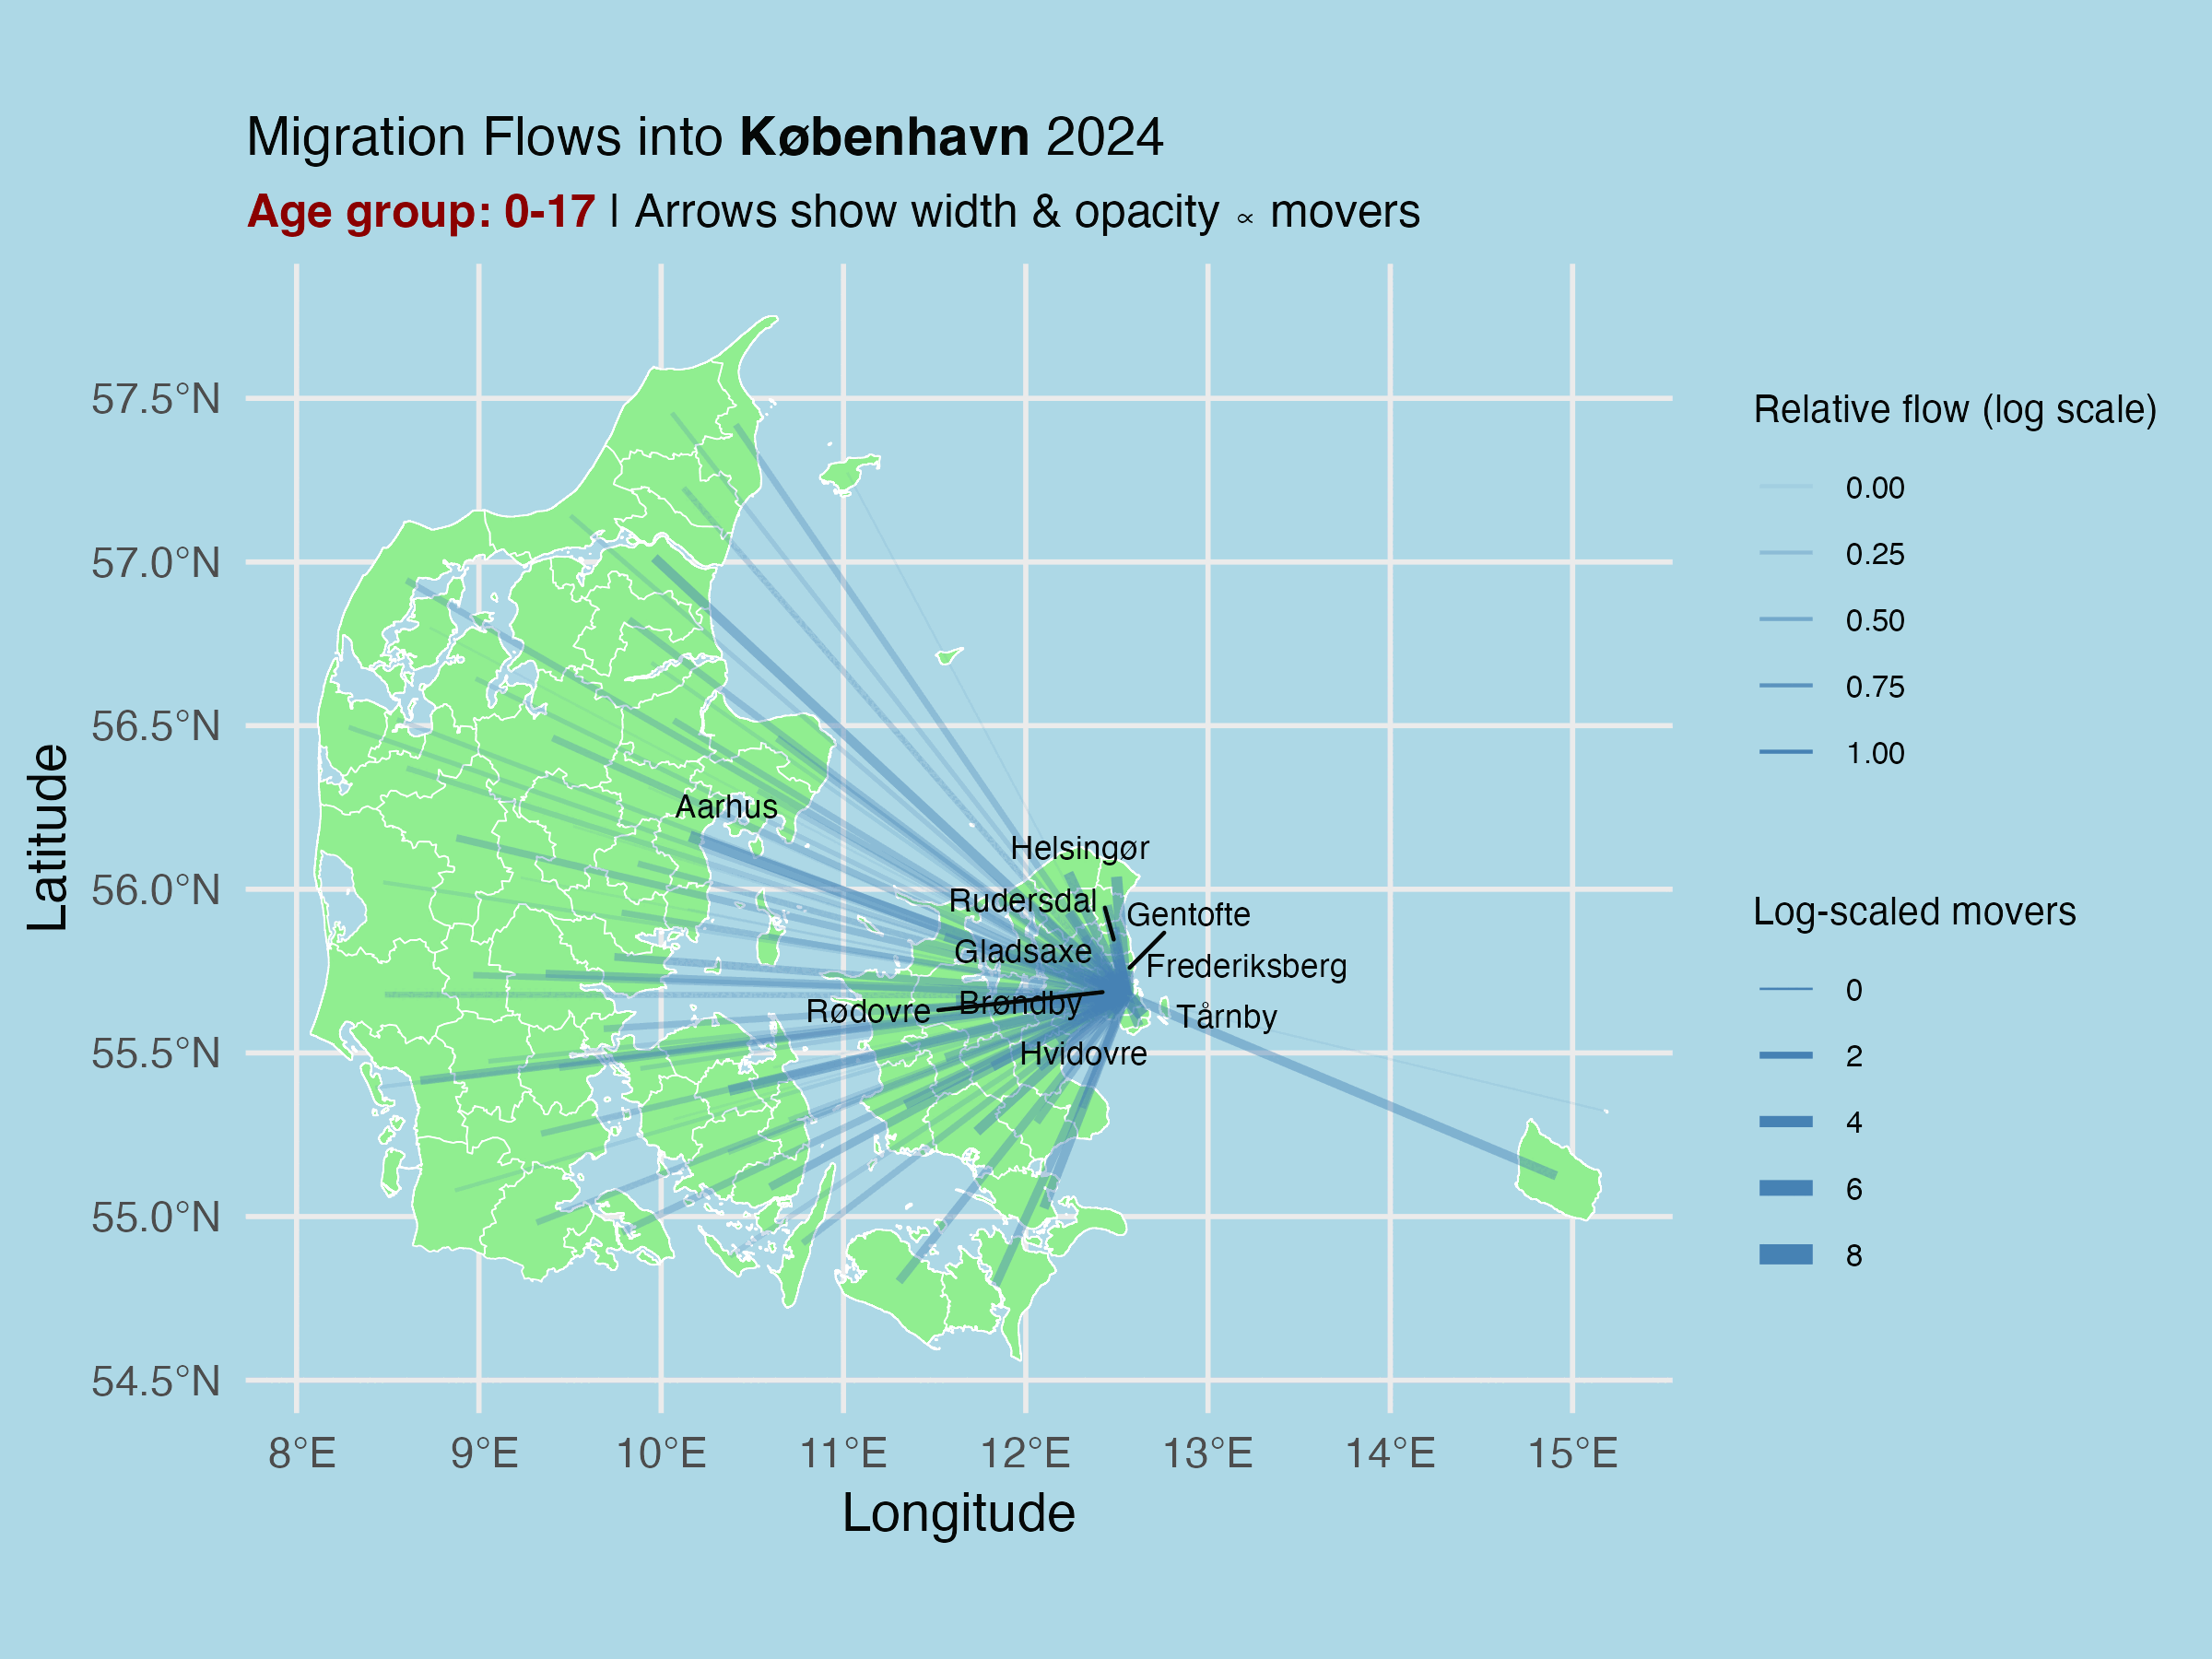 Migration Flows into København 2024
Age group: 0-17 | Arrows show width & opacity ∝ movers
57.5°N
57.0°N
56.5°N
56.0°N
55.5°N
55.0°N
54.5°N
Latitude
8°E
9°E
10°E
11°E
12°E
13°E
14°E
15°E
Longitude
Aarhus
Helsingør
Rudersdal
Gentofte
Gladsaxe
Frederiksberg
Rødovre
Brøndby
Tårnby
Hvidovre
Relative flow (log scale)
0.00
0.25
0.50
0.75
1.00
Log-scaled movers
0
2
4
6
8